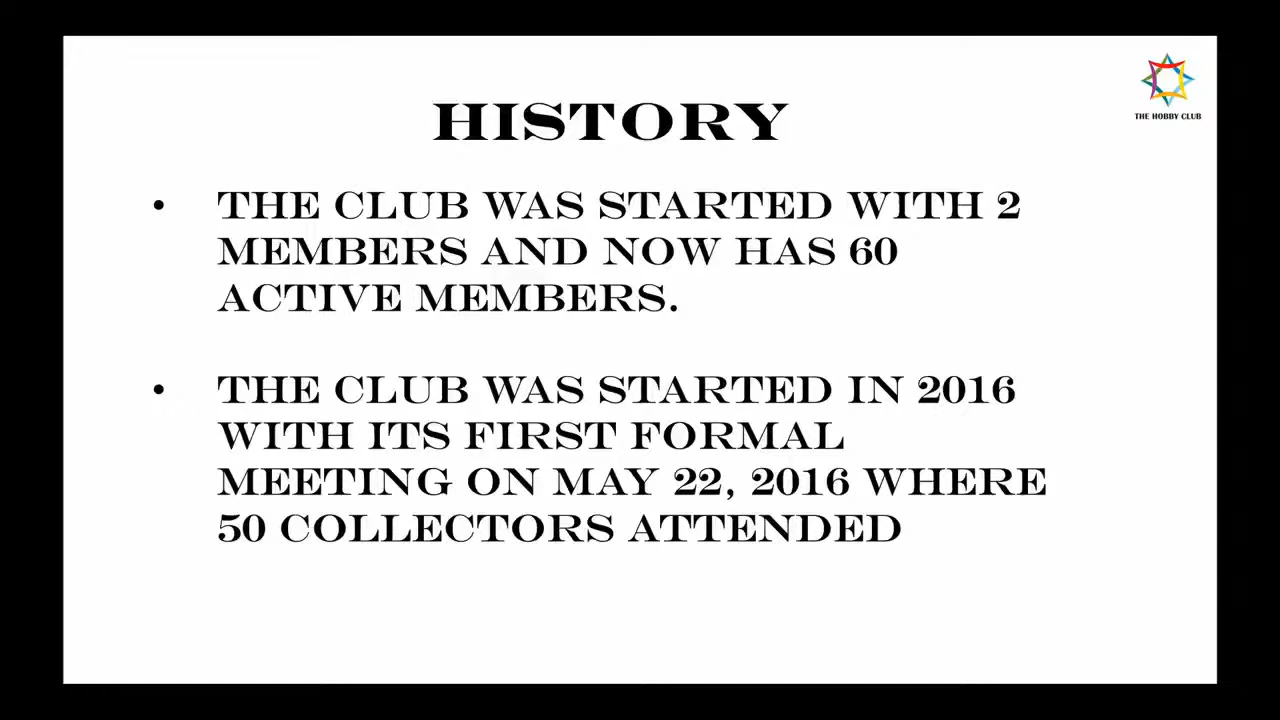 THE HOBBY CLUB
HISTORY
• THE CLUB WAS STARTED WITH 2
MEMBERS AND NOW HAS 60
ACTIVE MEMBERS.
• THE CLUB WAS STARTED IN 2016
WITH ITS FIRST FORMAL
MEETING ON MAY 22, 2016 WHERE
50 COLLECTORS ATTENDED